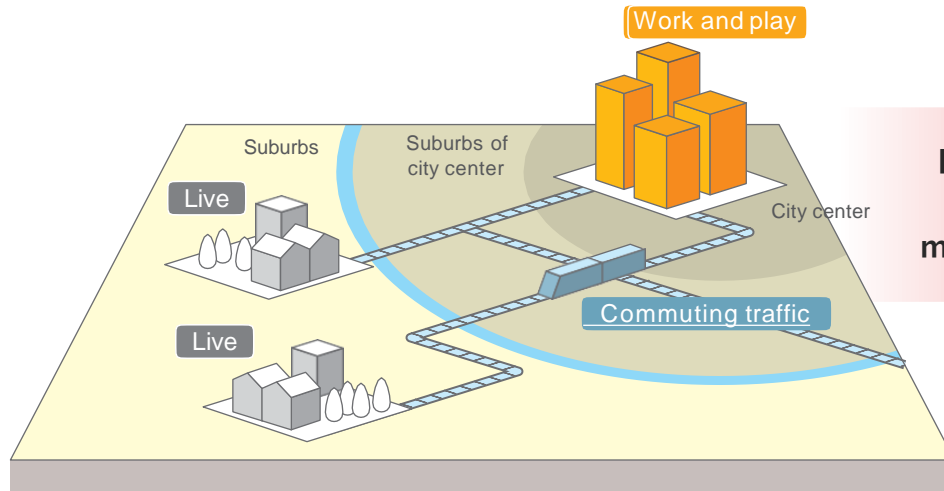 Work and play
Suburbs
Suburbs of
city center
Live
City center
Commuting traffic
Live